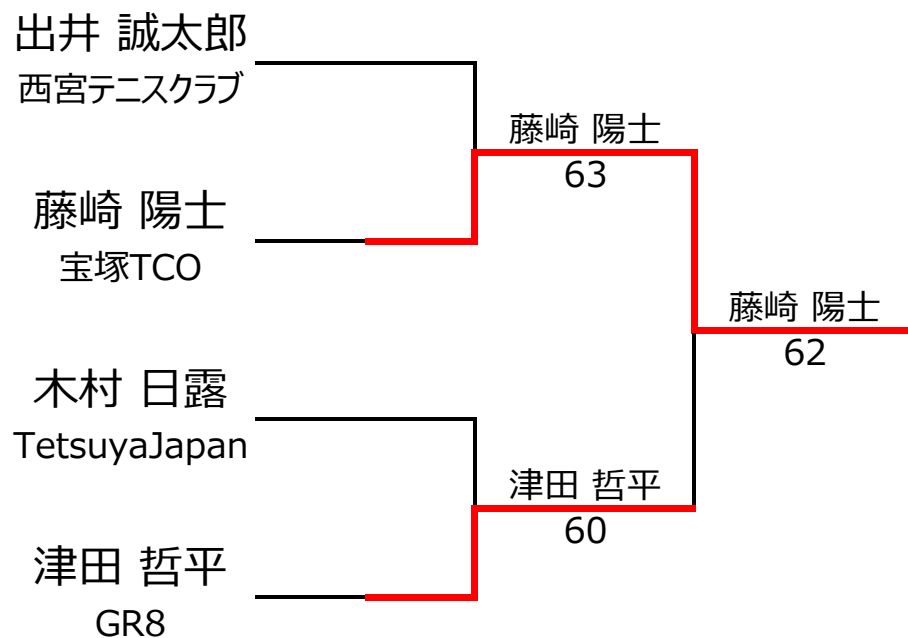 出井 誠太郎
西宮テニスクラブ
藤崎 陽士
63
藤崎 陽士
宝塚TCO
藤崎 陽士
62
木村 日露
TetsuyaJapan
津田 哲平
60
津田 哲平
GR8